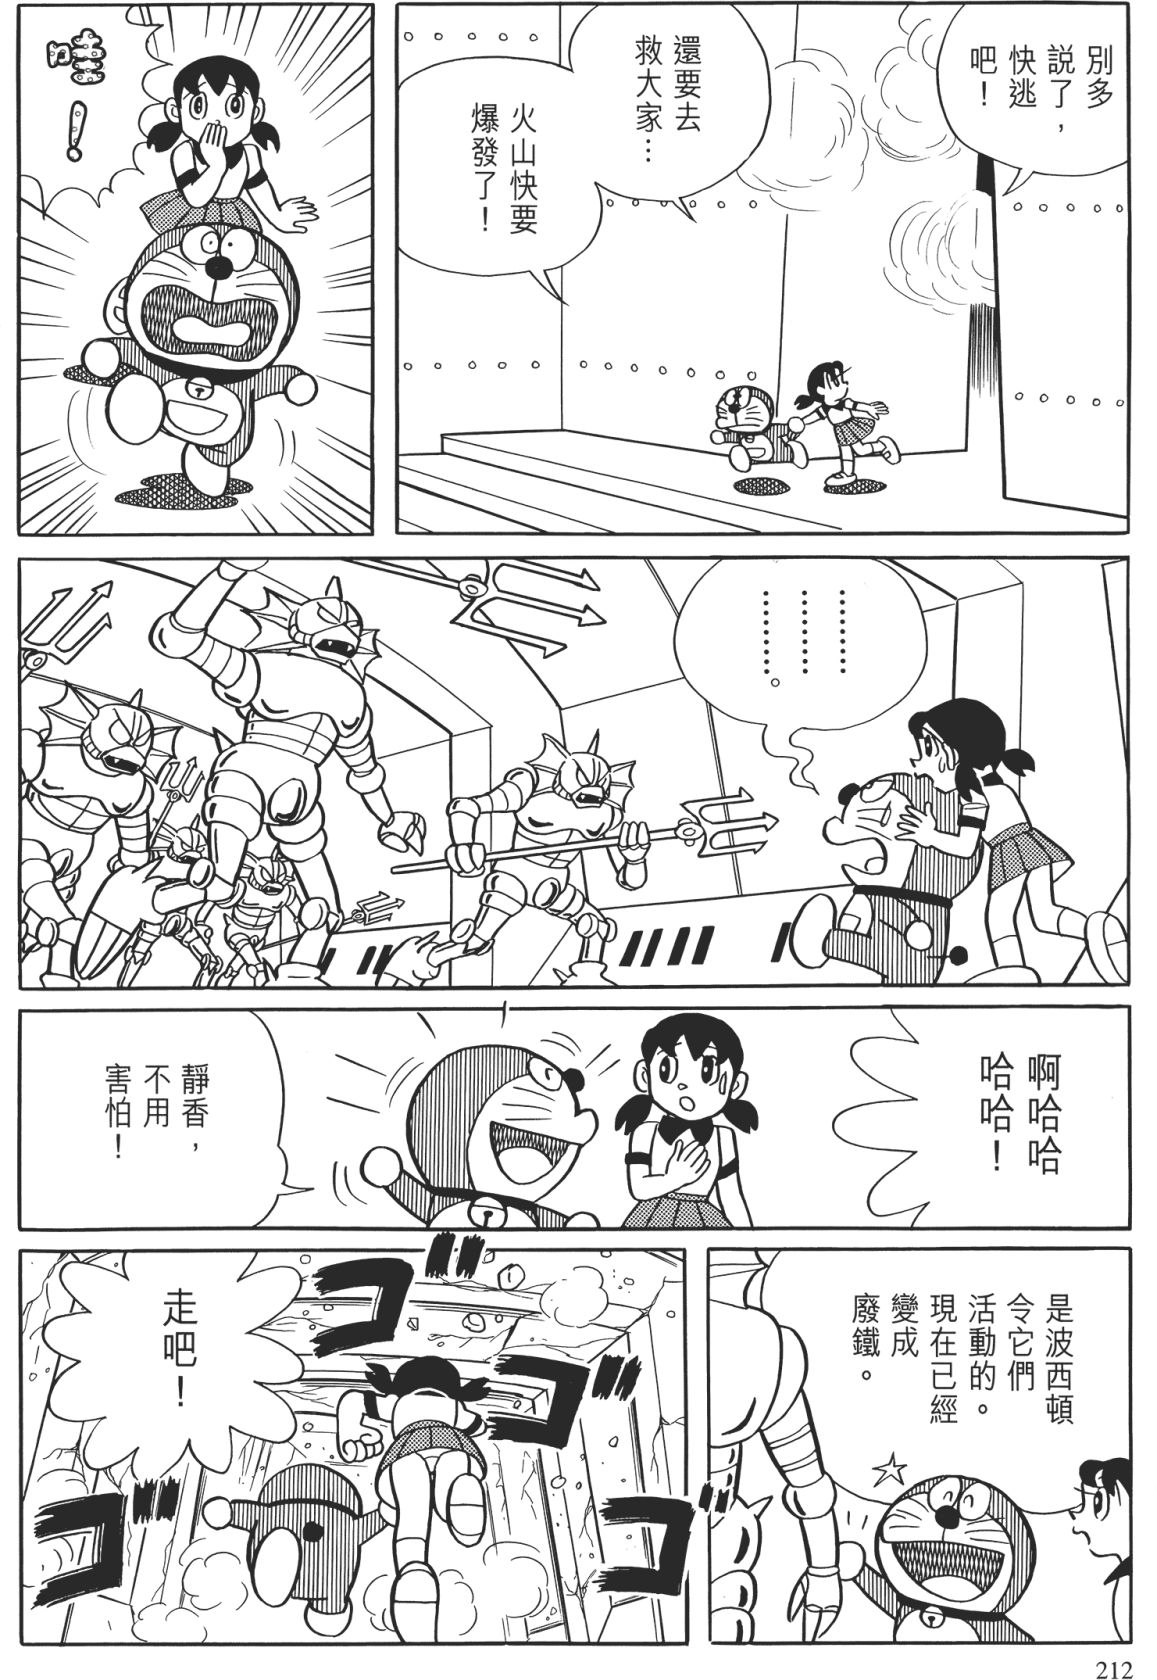 別多
説了，
快逃
吧！
還要去
救大家…
火山快要
爆發了！
哇！
………
………
………。
啊哈哈
哈哈！
靜香，
不用
害怕！
是波西頓
令它們
活動的。
現在已經
變成
廢鐵。
走吧！
ゴ
ゴ
ゴ
ゴ
212